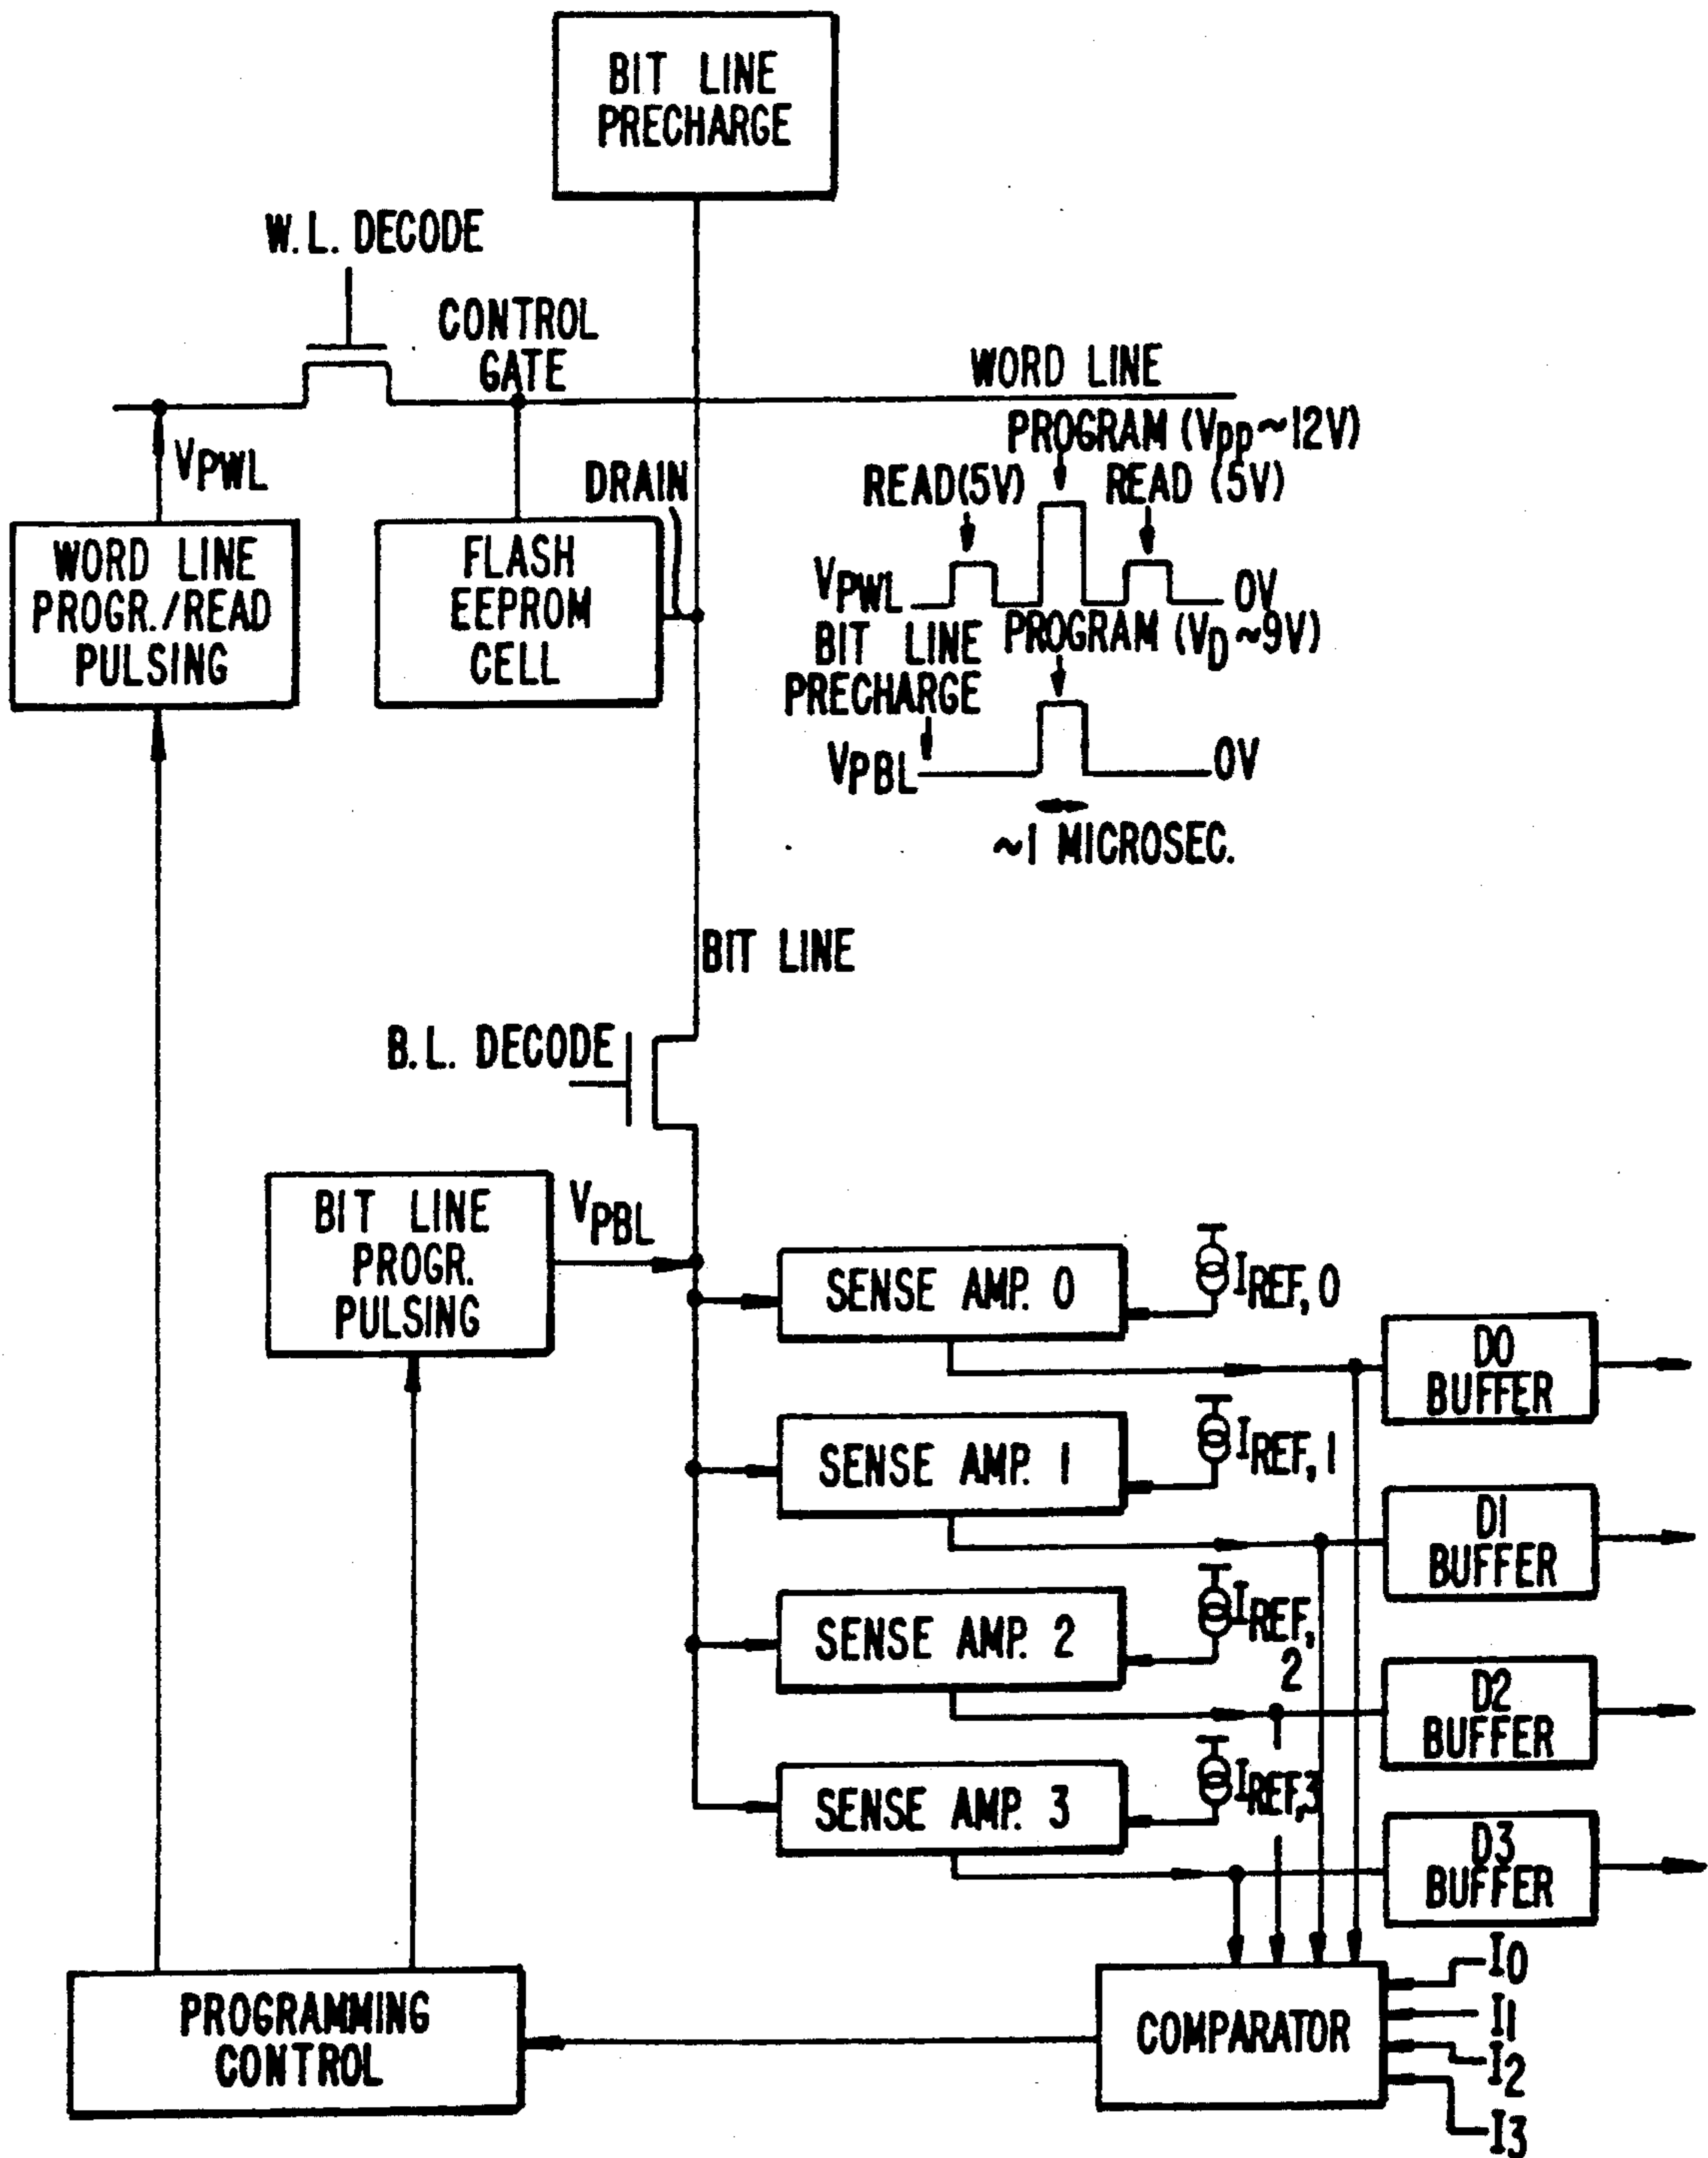 BIT LINE
PRECHARGE
W.L. DECODE
CONTROL
GATE
WORD LINE
PROGRAM (VPP~12V)
READ(5V)
READ (5V)
VPWL
DRAIN
WORD LINE
PROGR./READ
PULSING
FLASH
EEPROM
CELL
VPWL
0V
BIT LINE
PRECHARGE
PROGRAM (VD~9V)
VPBL
0V
~1 MICROSEC.
BIT LINE
B.L. DECODE
BIT LINE
PROGR.
PULSING
VPBL
SENSE AMP. 0
IREF,0
D0
BUFFER
SENSE AMP. 1
IREF,1
D1
BUFFER
SENSE AMP. 2
IREF,
2
D2
BUFFER
SENSE AMP. 3
IREF,3
D3
BUFFER
PROGRAMMING
CONTROL
COMPARATOR
I0
I1
I2
I3